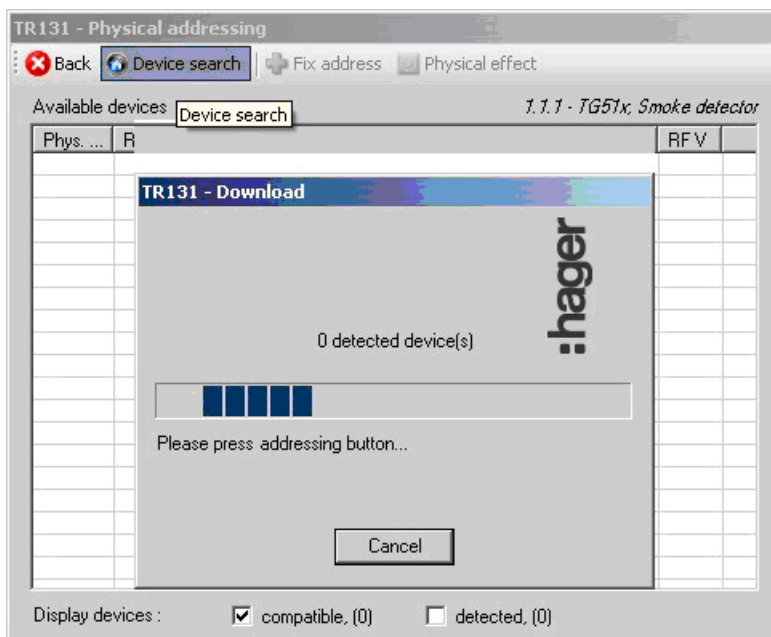 TR131 - Physical addressing
Back Device search Fix address Physical effect
Available devices 1.1.1 - TG51x, Smoke detector
Device search
Phys. ... R RF V
TR131 - Download
:hager
0 detected device(s)
Please press addressing button...
Cancel
Display devices : compatible, (0) detected, (0)